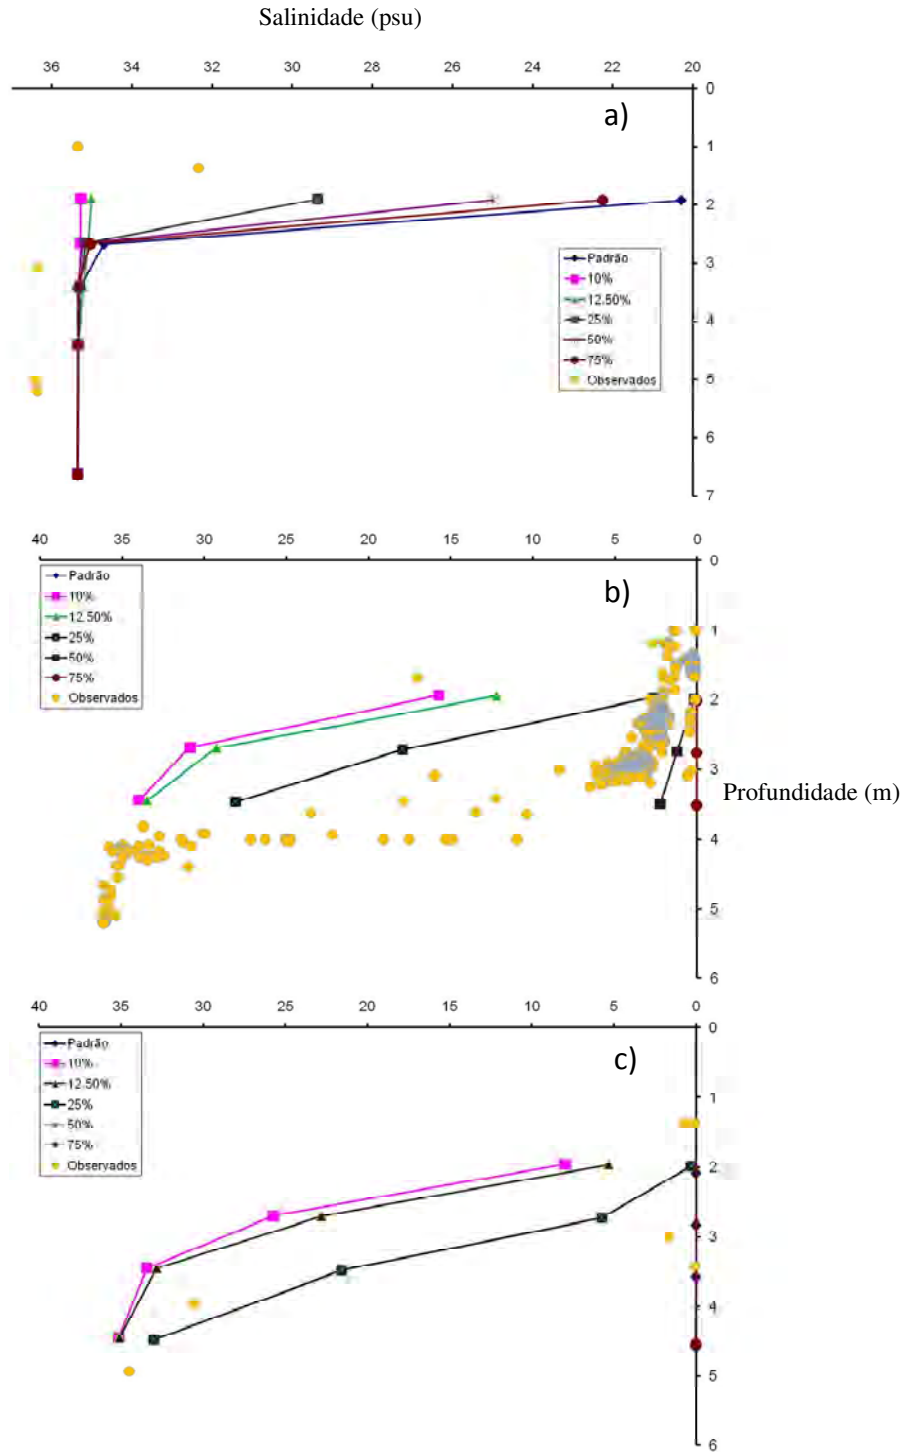 Salinidade (psu)
36 34 32 30 28 26 24 22 20
0
a)
1
2
Padrão
3
10%
12.50%
4
25%
50%
75%
5
Observados
6
7
40 35 30 25 20 15 10 5 0
0
Padrão
b)
10%
1
12.50%
25%
50%
75%
2
Observados
3
Profundidade (m)
4
5
6
40 35 30 25 20 15 10 5 0
0
Padrão
c)
10%
12.50%
1
25%
50%
75%
Observados
2
3
4
5
6